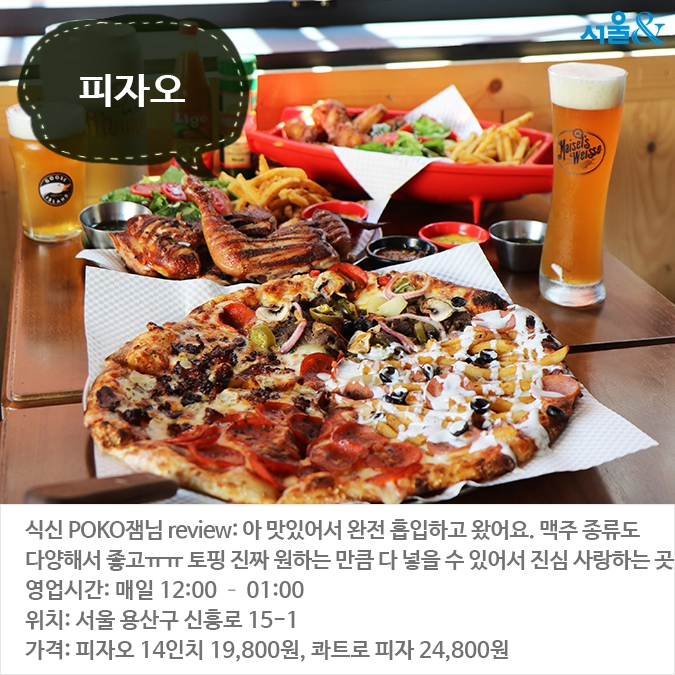 서울&
피자오
Ligo
GOOSE
ISLAND
Maisel's
Weisse
식신 POKO잼님 review: 아 맛있어서 완전 흡입하고 왔어요. 맥주 종류도
다양해서 좋고ㅠㅠ 토핑 진짜 원하는 만큼 다 넣을 수 있어서 진심 사랑하는 곳
영업시간: 매일 12:00 - 01:00
위치: 서울 용산구 신흥로 15-1
가격: 피자오 14인치 19,800원, 콰트로 피자 24,800원